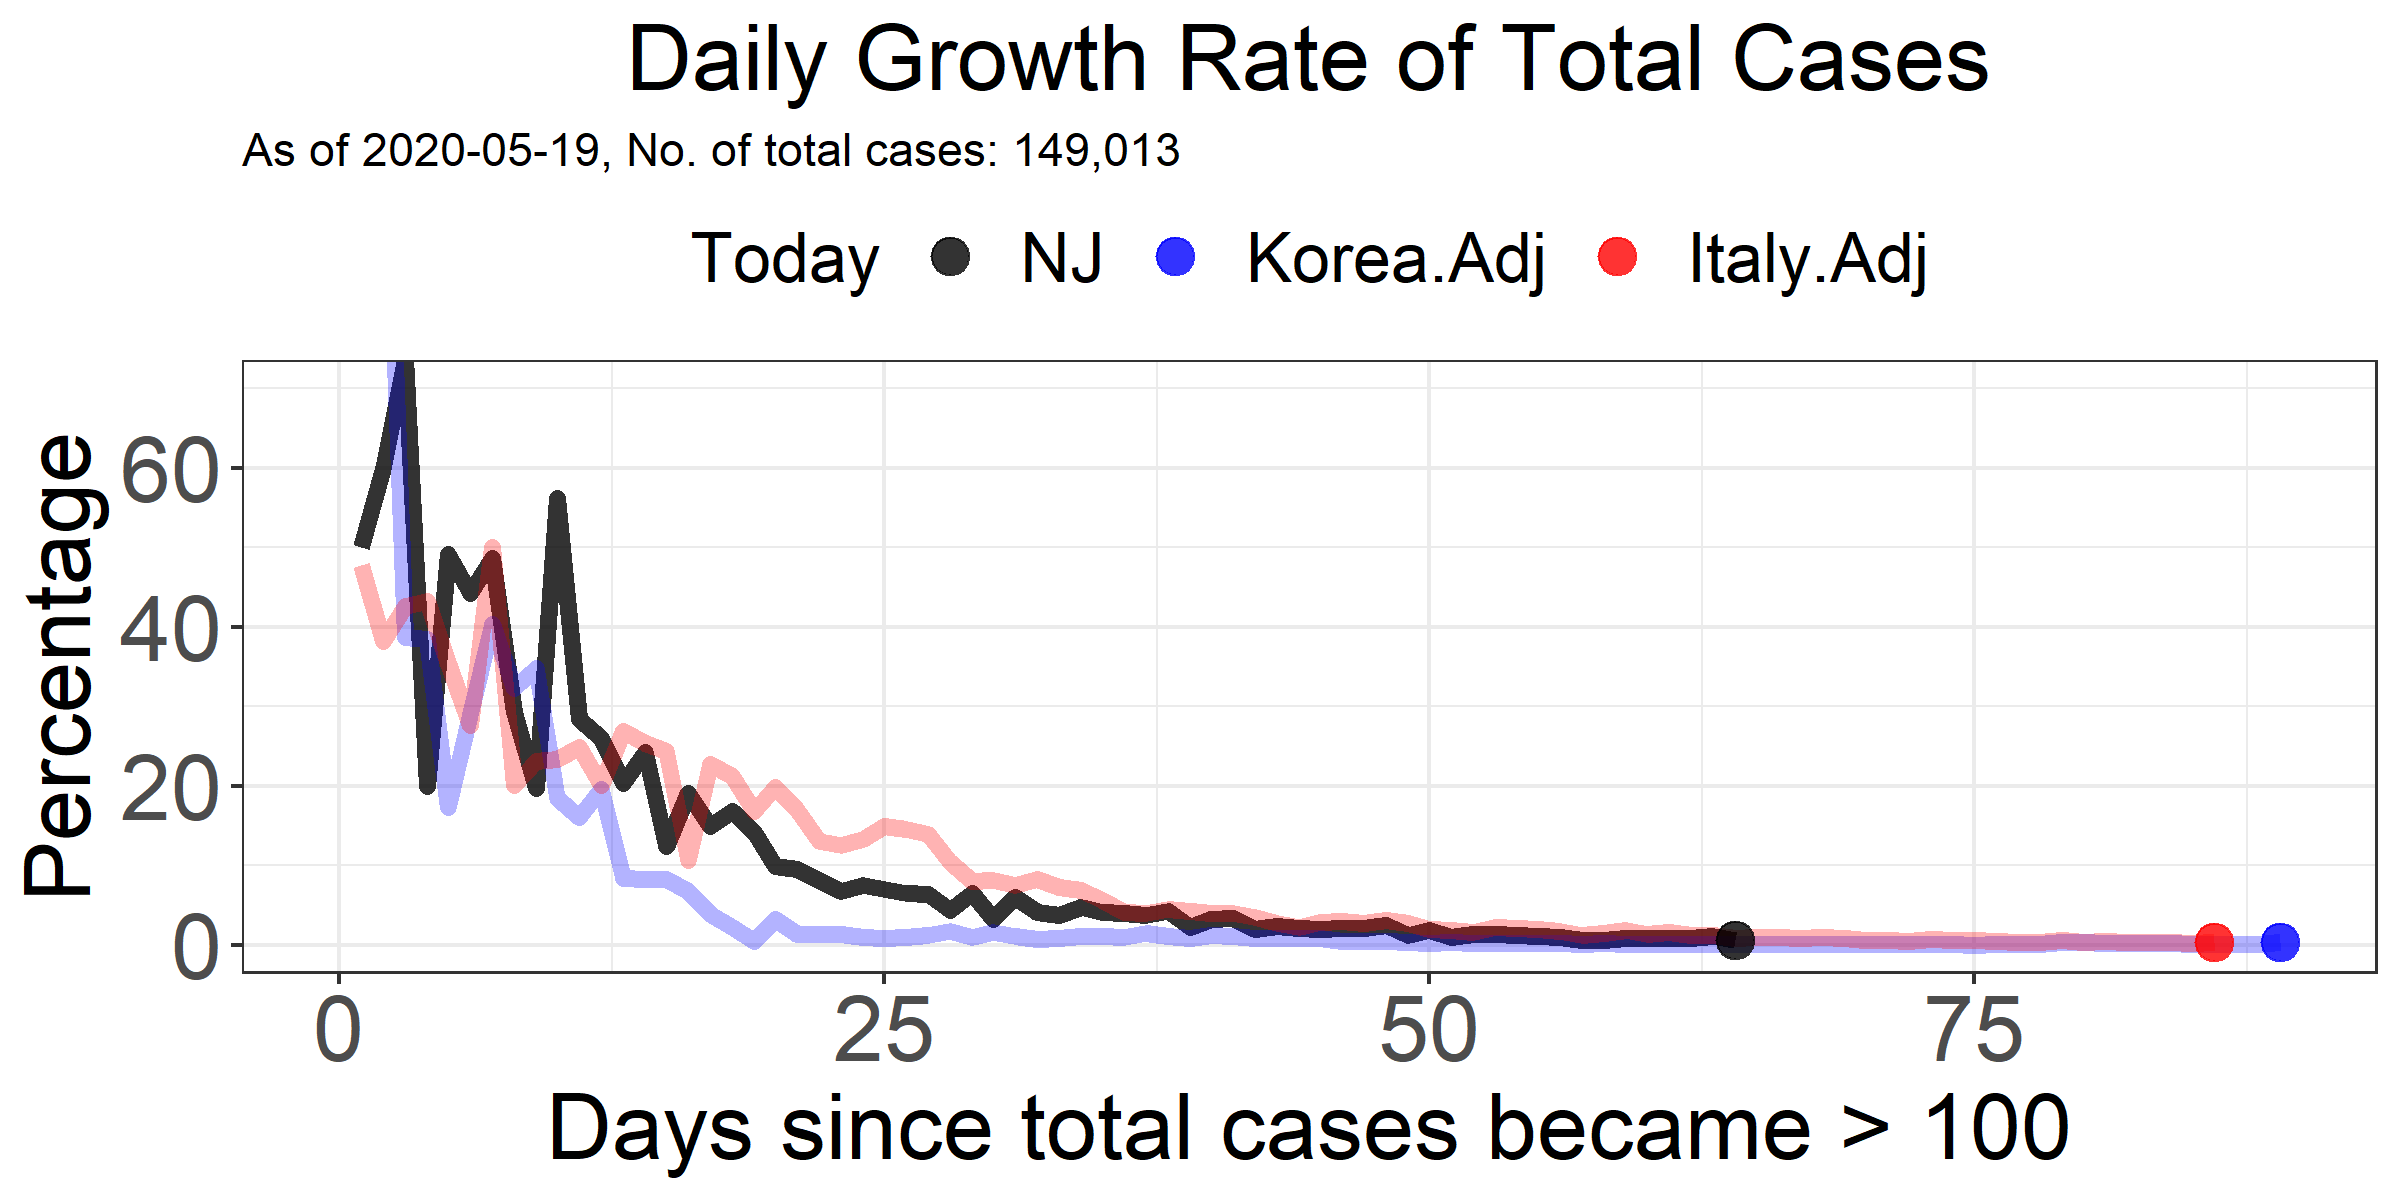 Daily Growth Rate of Total Cases
As of 2020-05-19, No. of total cases: 149,013
Today NJ Korea.Adj Italy.Adj
Percentage
60
40
20
0
0 25 50 75
Days since total cases became > 100